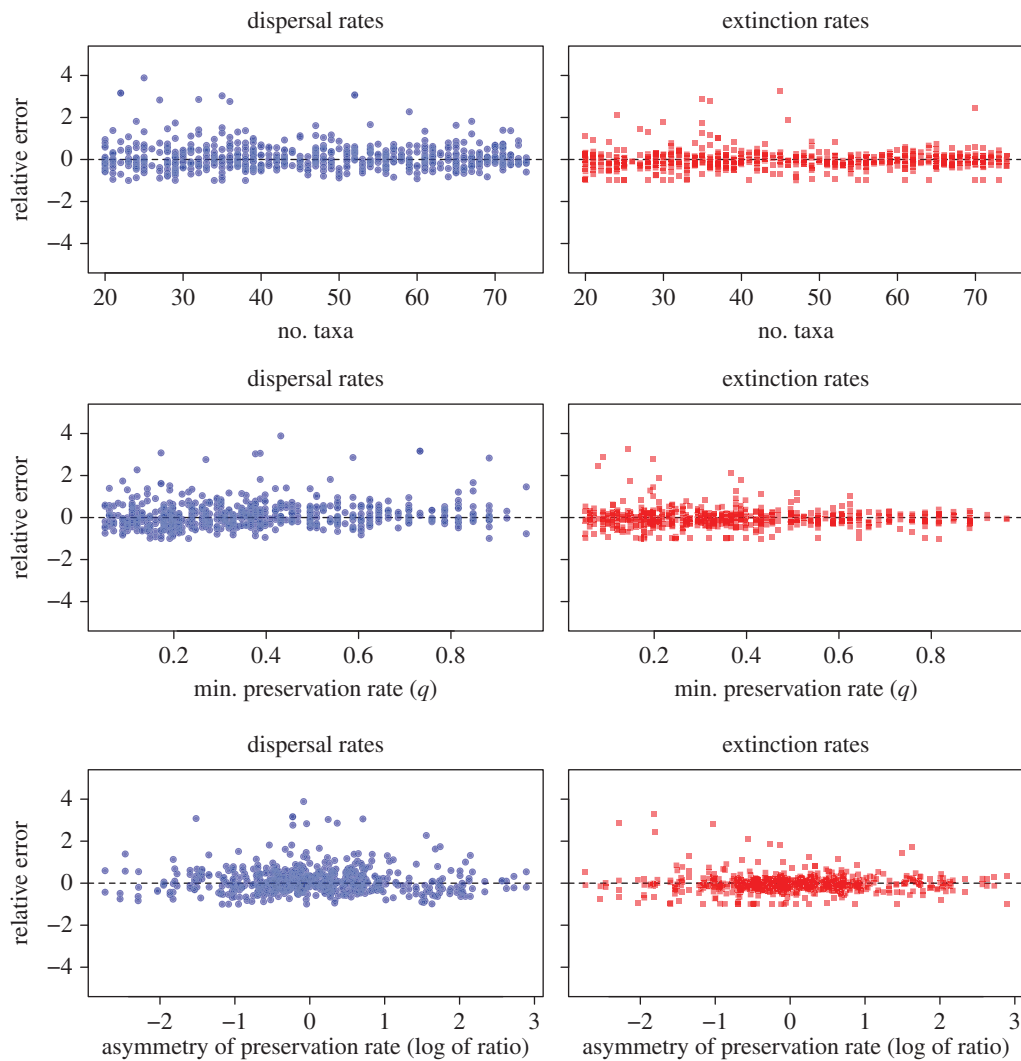 dispersal rates
extinction rates
relative error
4
2
0
−2
−4
20 30 40 50 60 70
20 30 40 50 60 70
no. taxa
no. taxa
dispersal rates
extinction rates
relative error
4
2
0
−2
−4
0.2 0.4 0.6 0.8
0.2 0.4 0.6 0.8
min. preservation rate (q)
min. preservation rate (q)
dispersal rates
extinction rates
relative error
4
2
0
−2
−4
−2 −1 0 1 2 3
−2 −1 0 1 2 3
asymmetry of preservation rate (log of ratio)
asymmetry of preservation rate (log of ratio)